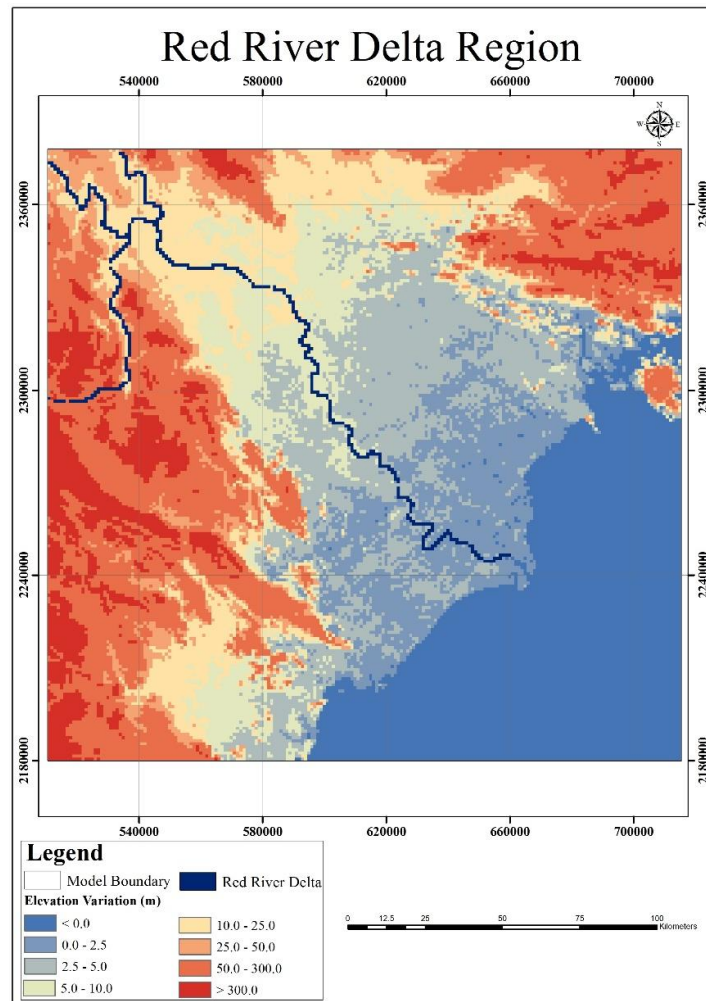 Red River Delta Region
540000 580000 620000 660000 700000
N
W E
S
2360000 2360000
2300000 2300000
2240000 2240000
2180000 2180000
540000 580000 620000 660000 700000
Legend
Model Boundary Red River Delta
Elevation Variation (m)
< 0.0 10.0 - 25.0
0.0 - 2.5 25.0 - 50.0
2.5 - 5.0 50.0 - 300.0
5.0 - 10.0 > 300.0
0 12.5 25 50 75 100
Kilometers